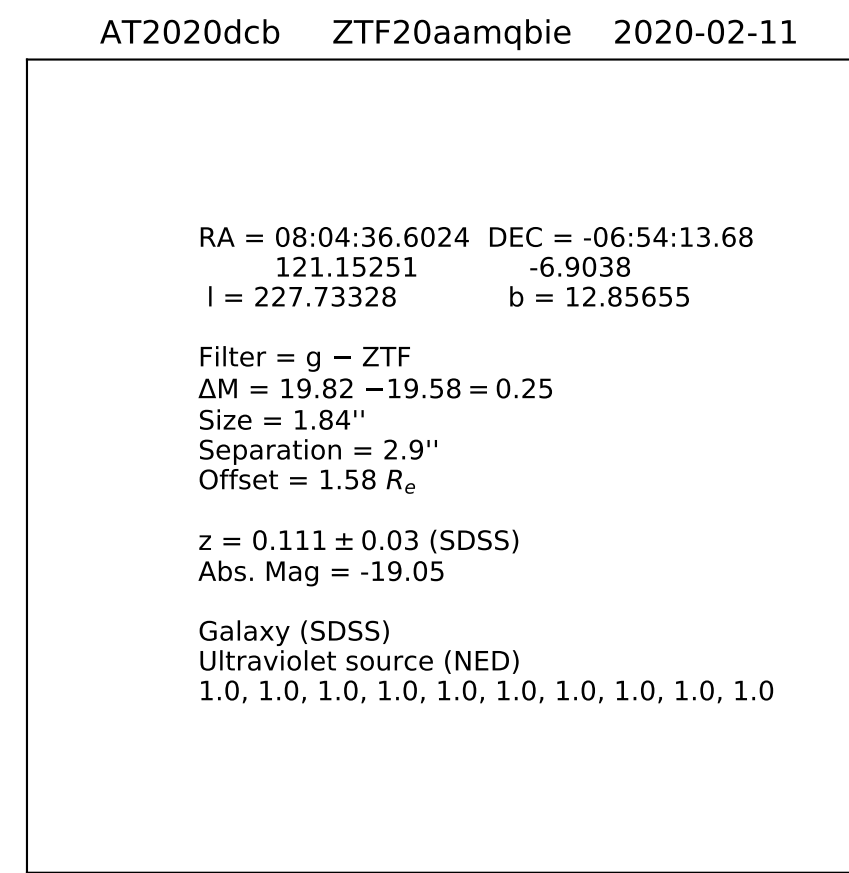 AT2020dcb ZTF20aamqbie 2020-02-11
RA = 08:04:36.6024 DEC = -06:54:13.68
121.15251 -6.9038
l = 227.73328 b = 12.85655
Filter = g − ZTF
ΔM = 19.82 −19.58 = 0.25
Size = 1.84''
Separation = 2.9''
Offset = 1.58 Rₑ
z = 0.111 ± 0.03 (SDSS)
Abs. Mag = -19.05
Galaxy (SDSS)
Ultraviolet source (NED)
1.0, 1.0, 1.0, 1.0, 1.0, 1.0, 1.0, 1.0, 1.0, 1.0